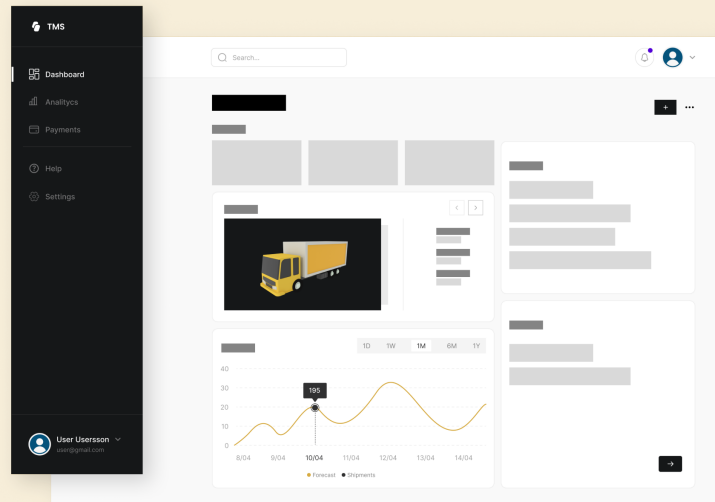 TMS
Dashboard
Analitycs
Payments
Help
Settings
User Usersson
user@gmail.com
Search...
+
1D 1W 1M 6M 1Y
40
30
20
10
0
195
8/04 9/04 10/04 11/04 12/04 13/04 14/04
Forecast Shipments